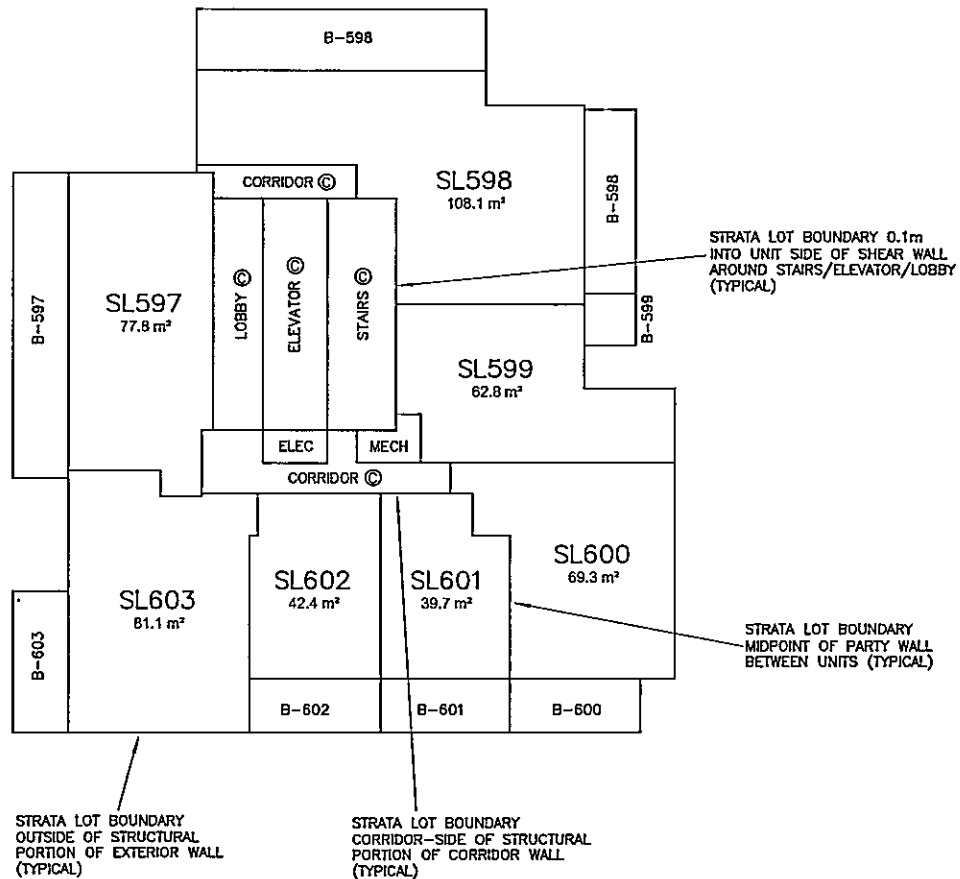 B-598
CORRIDOR ©
SL598
108.1 m²
B-598
B-597
SL597
77.8 m²
LOBBY ©
ELEVATOR ©
STAIRS ©
STRATA LOT BOUNDARY 0.1m
INTO UNIT SIDE OF SHEAR WALL
AROUND STAIRS/ELEVATOR/LOBBY
(TYPICAL)
B-599
SL599
62.8 m²
ELEC
MECH
CORRIDOR ©
SL603
81.1 m²
SL602
42.4 m²
SL601
39.7 m²
SL600
69.3 m²
B-603
STRATA LOT BOUNDARY
MIDPOINT OF PARTY WALL
BETWEEN UNITS (TYPICAL)
B-602
B-601
B-600
STRATA LOT BOUNDARY
OUTSIDE OF STRUCTURAL
PORTION OF EXTERIOR WALL
(TYPICAL)
STRATA LOT BOUNDARY
CORRIDOR-SIDE OF STRUCTURAL
PORTION OF CORRIDOR WALL
(TYPICAL)